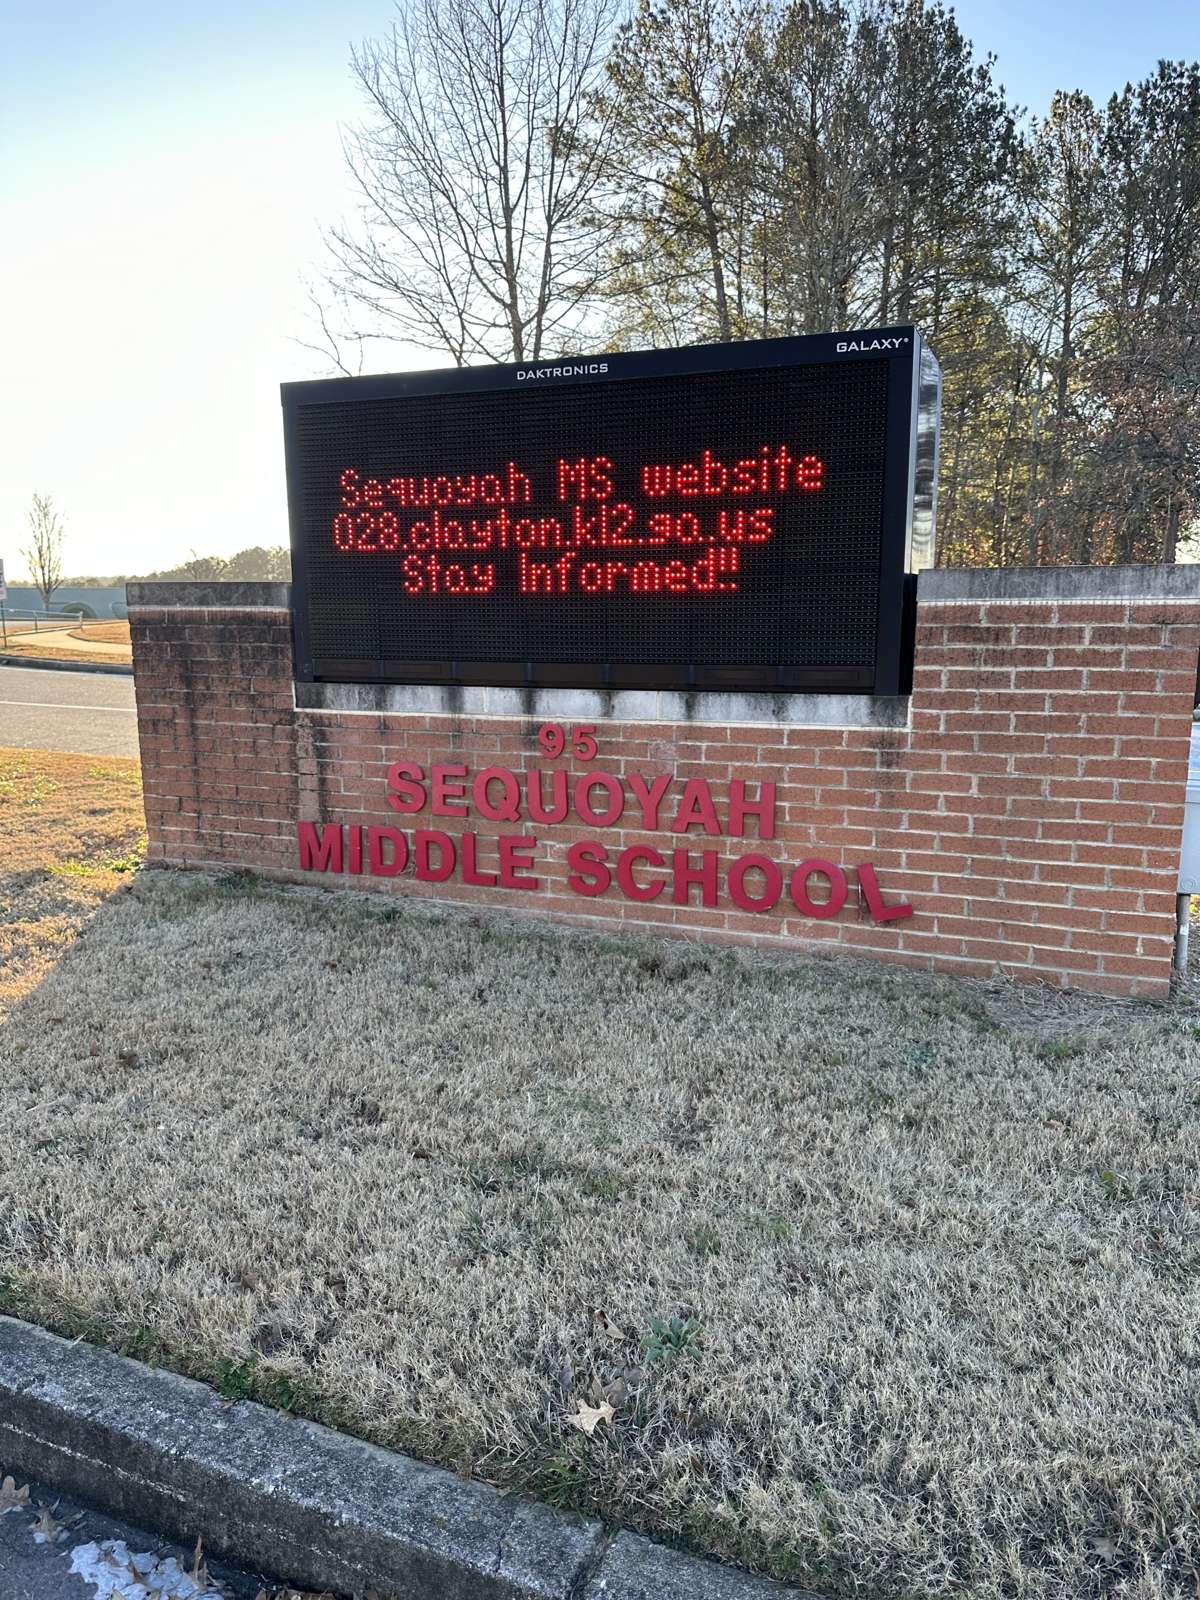 DAKTRONICS
GALAXY®
Sequoyah MS website
028.clayton.k12.ga.us
Stay Informed!!
95
SEQUOYAH
MIDDLE SCHOOL